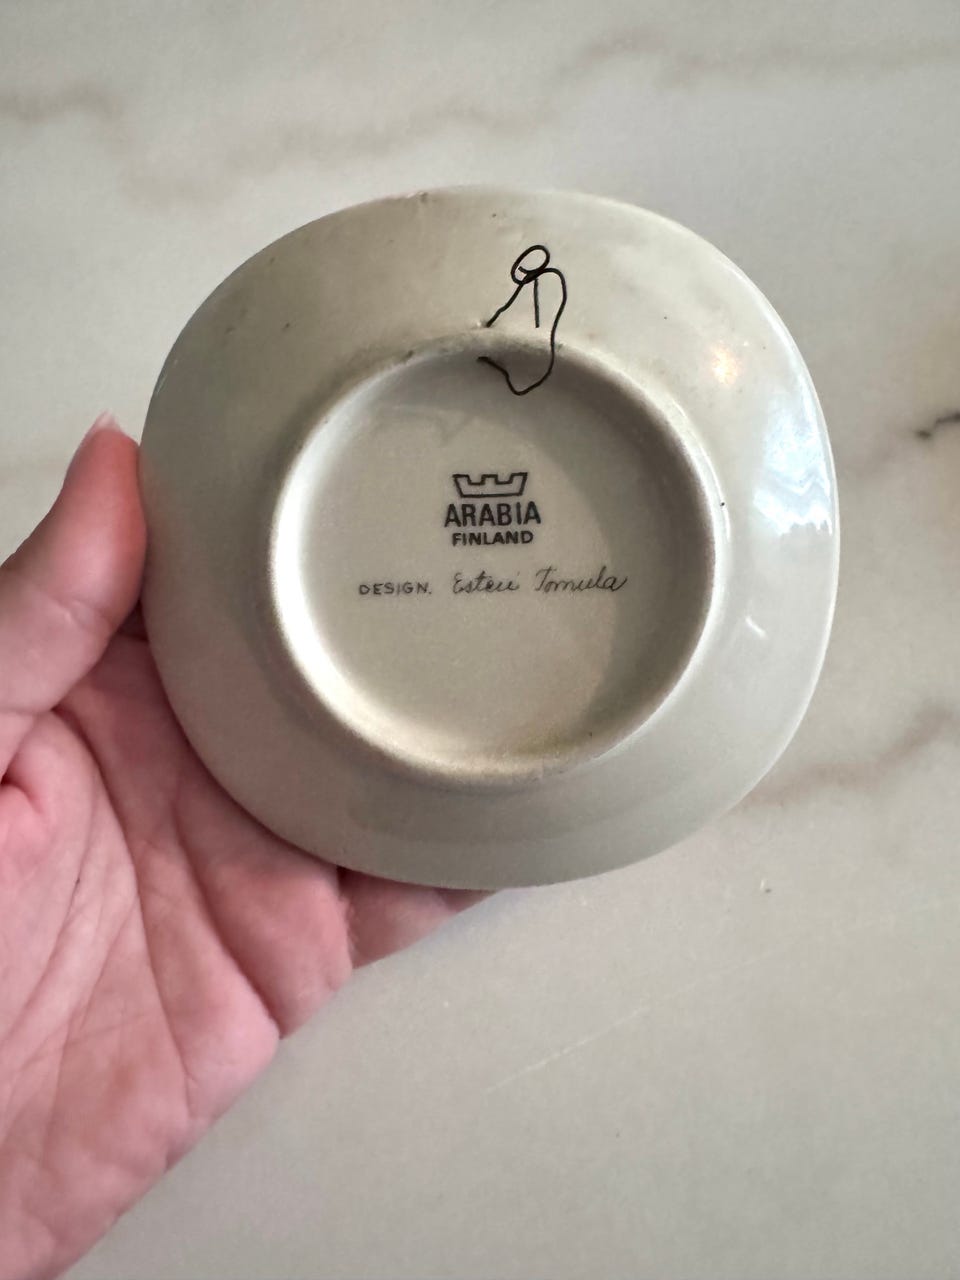 ARABIA
FINLAND
DESIGN. Esteri Tomula